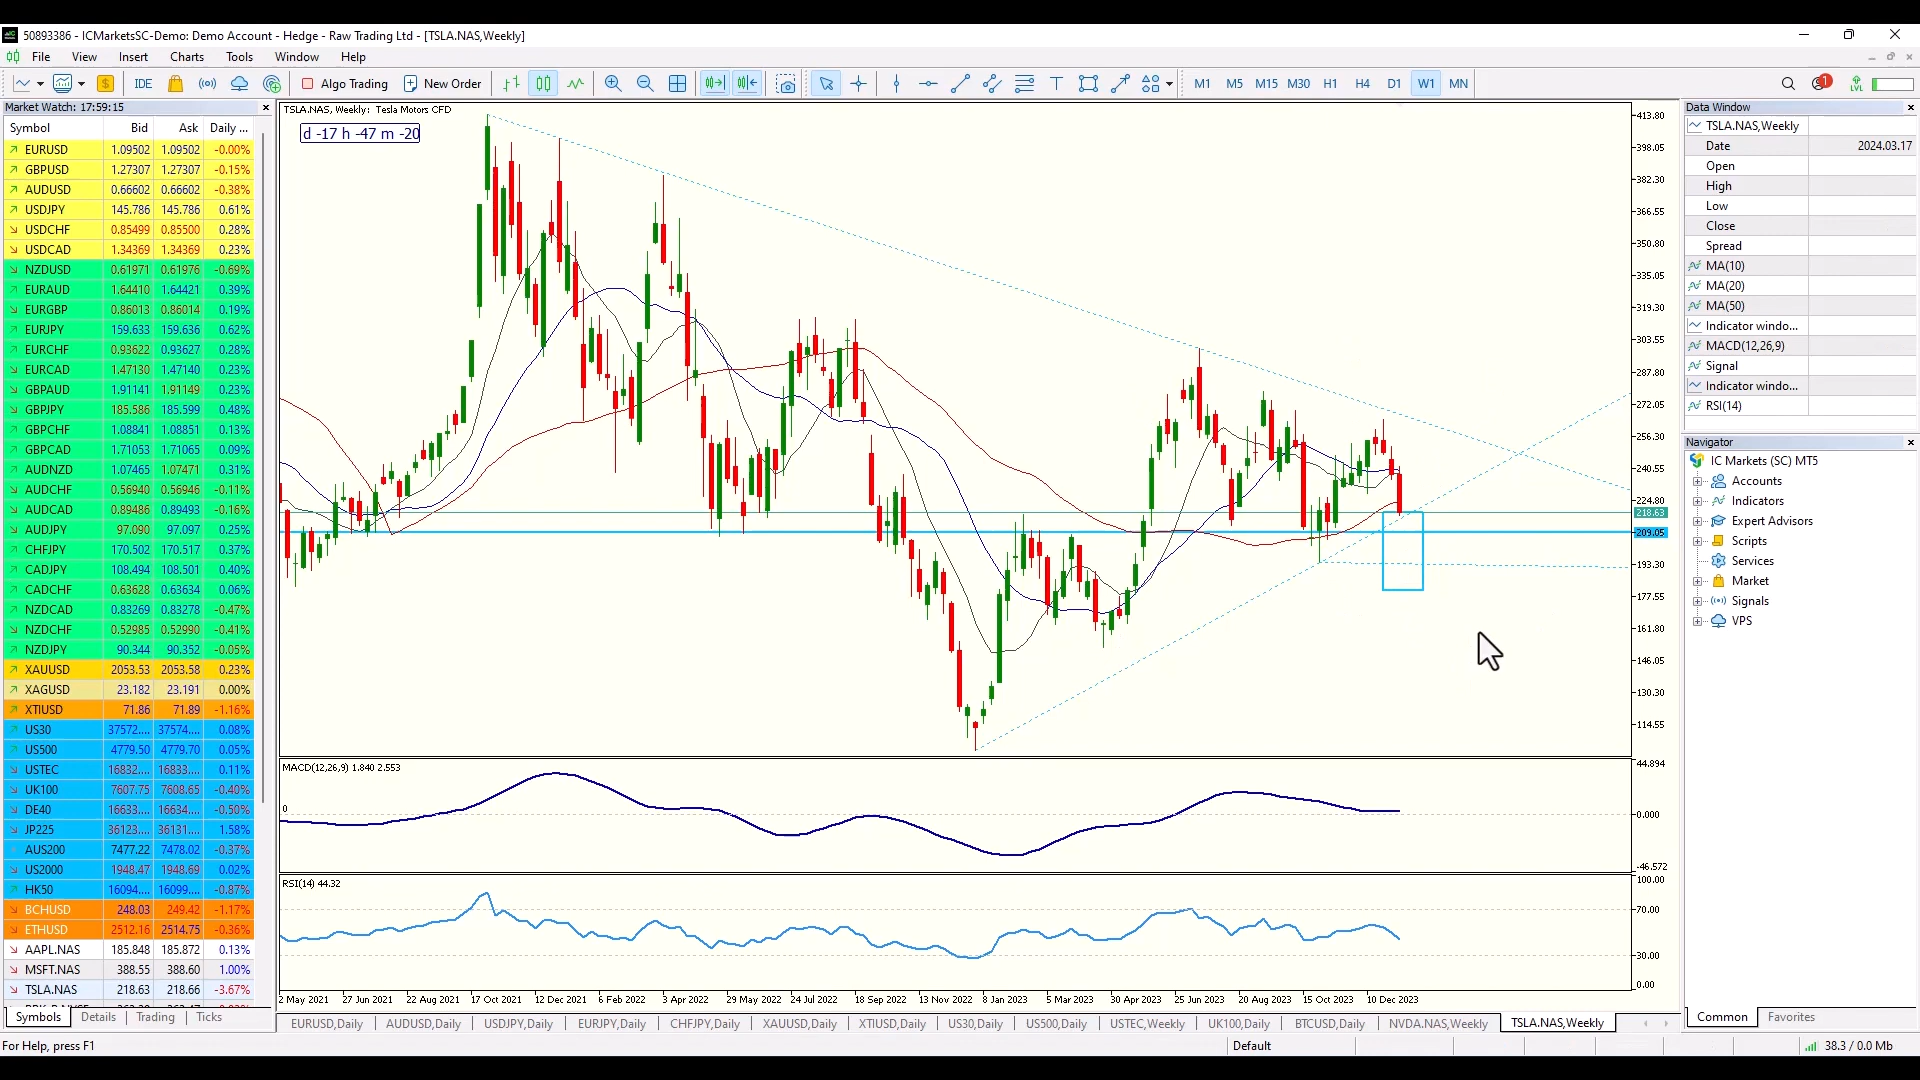 50893386 - ICMarketsSC-Demo: Demo Account - Hedge - Raw Trading Ltd - [TSLA.NAS,Weekly]
File View Insert Charts Tools Window Help
IDE Algo Trading New Order M1 M5 M15 M30 H1 H4 D1 W1 MN 1 LVL
Market Watch: 17:59:15
Symbol Bid Ask Daily ...
EURUSD 1.09502 1.09502 -0.00%
GBPUSD 1.27307 1.27307 -0.15%
AUDUSD 0.66602 0.66602 -0.38%
USDJPY 145.786 145.786 0.61%
USDCHF 0.85499 0.85500 0.28%
USDCAD 1.34369 1.34369 0.23%
NZDUSD 0.61971 0.61976 -0.69%
EURAUD 1.64410 1.64421 0.39%
EURGBP 0.86013 0.86014 0.19%
EURJPY 159.633 159.636 0.62%
EURCHF 0.93622 0.93627 0.28%
EURCAD 1.47130 1.47140 0.23%
GBPAUD 1.91141 1.91149 0.23%
GBPJPY 185.586 185.599 0.48%
GBPCHF 1.08841 1.08851 0.13%
GBPCAD 1.71053 1.71065 0.09%
AUDNZD 1.07465 1.07471 0.31%
AUDCHF 0.56940 0.56946 -0.11%
AUDCAD 0.89486 0.89493 -0.16%
AUDJPY 97.090 97.097 0.25%
CHFJPY 170.502 170.517 0.37%
CADJPY 108.494 108.501 0.40%
CADCHF 0.63628 0.63634 0.06%
NZDCAD 0.83269 0.83278 -0.47%
NZDCHF 0.52985 0.52990 -0.41%
NZDJPY 90.344 90.352 -0.05%
XAUUSD 2053.53 2053.58 0.23%
XAGUSD 23.182 23.191 0.00%
XTIUSD 71.86 71.89 -1.16%
US30 37572.... 37574.... 0.08%
US500 4779.50 4779.70 0.05%
USTEC 16832.... 16833.... 0.11%
UK100 7607.75 7608.65 -0.40%
DE40 16633.... 16634.... -0.50%
JP225 36123.... 36131.... 1.58%
AUS200 7477.22 7478.02 -0.37%
US2000 1948.47 1948.69 0.02%
HK50 16094.... 16099.... -0.87%
BCHUSD 248.03 249.42 -1.17%
ETHUSD 2512.16 2514.75 -0.36%
AAPL.NAS 185.848 185.872 0.13%
MSFT.NAS 388.55 388.60 1.00%
TSLA.NAS 218.63 218.66 -3.67%
Symbols Details Trading Ticks
TSLA.NAS, Weekly: Tesla Motors CFD
d -17 h -47 m -20
413.80
398.05
382.30
366.55
350.80
335.05
319.30
303.55
287.80
272.05
256.30
240.55
224.80
218.63
209.05
193.30
177.55
161.80
146.05
130.30
114.55
MACD(12,26,9) 1.840 2.553
44.894
0
0.000
-46.572
RSI(14) 44.32
100.00
70.00
30.00
0.00
2 May 2021 27 Jun 2021 22 Aug 2021 17 Oct 2021 12 Dec 2021 6 Feb 2022 3 Apr 2022 29 May 2022 24 Jul 2022 18 Sep 2022 13 Nov 2022 8 Jan 2023 5 Mar 2023 30 Apr 2023 25 Jun 2023 20 Aug 2023 15 Oct 2023 10 Dec 2023
EURUSD,Daily AUDUSD,Daily USDJPY,Daily EURJPY,Daily CHFJPY,Daily XAUUSD,Daily XTIUSD,Daily US30,Daily US500,Daily USTEC,Weekly UK100,Daily BTCUSD,Daily NVDA.NAS,Weekly TSLA.NAS,Weekly
Data Window
TSLA.NAS,Weekly
Date 2024.03.17
Open
High
Low
Close
Spread
MA(10)
MA(20)
MA(50)
Indicator windo...
MACD(12,26,9)
Signal
Indicator windo...
RSI(14)
Navigator
IC Markets (SC) MT5
Accounts
Indicators
Expert Advisors
Scripts
Services
Market
Signals
VPS
Common Favorites
For Help, press F1
Default
38.3 / 0.0 Mb